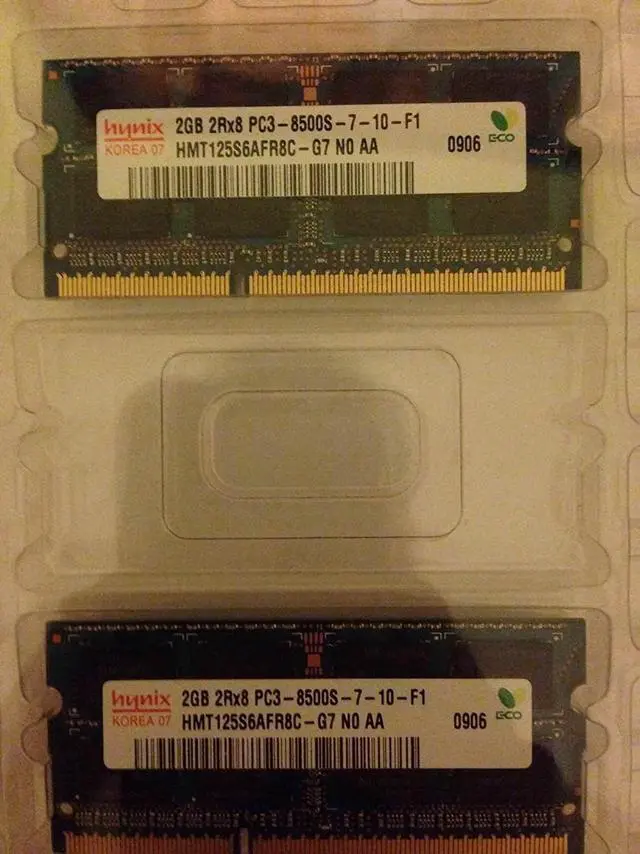 hynix 2GB 2Rx8 PC3-8500S-7-10-F1
KOREA 07 HMT125S6AFR8C-G7 N0 AA 0906 ECO
hynix 2GB 2Rx8 PC3-8500S-7-10-F1
KOREA 07 HMT125S6AFR8C-G7 N0 AA 0906 ECO